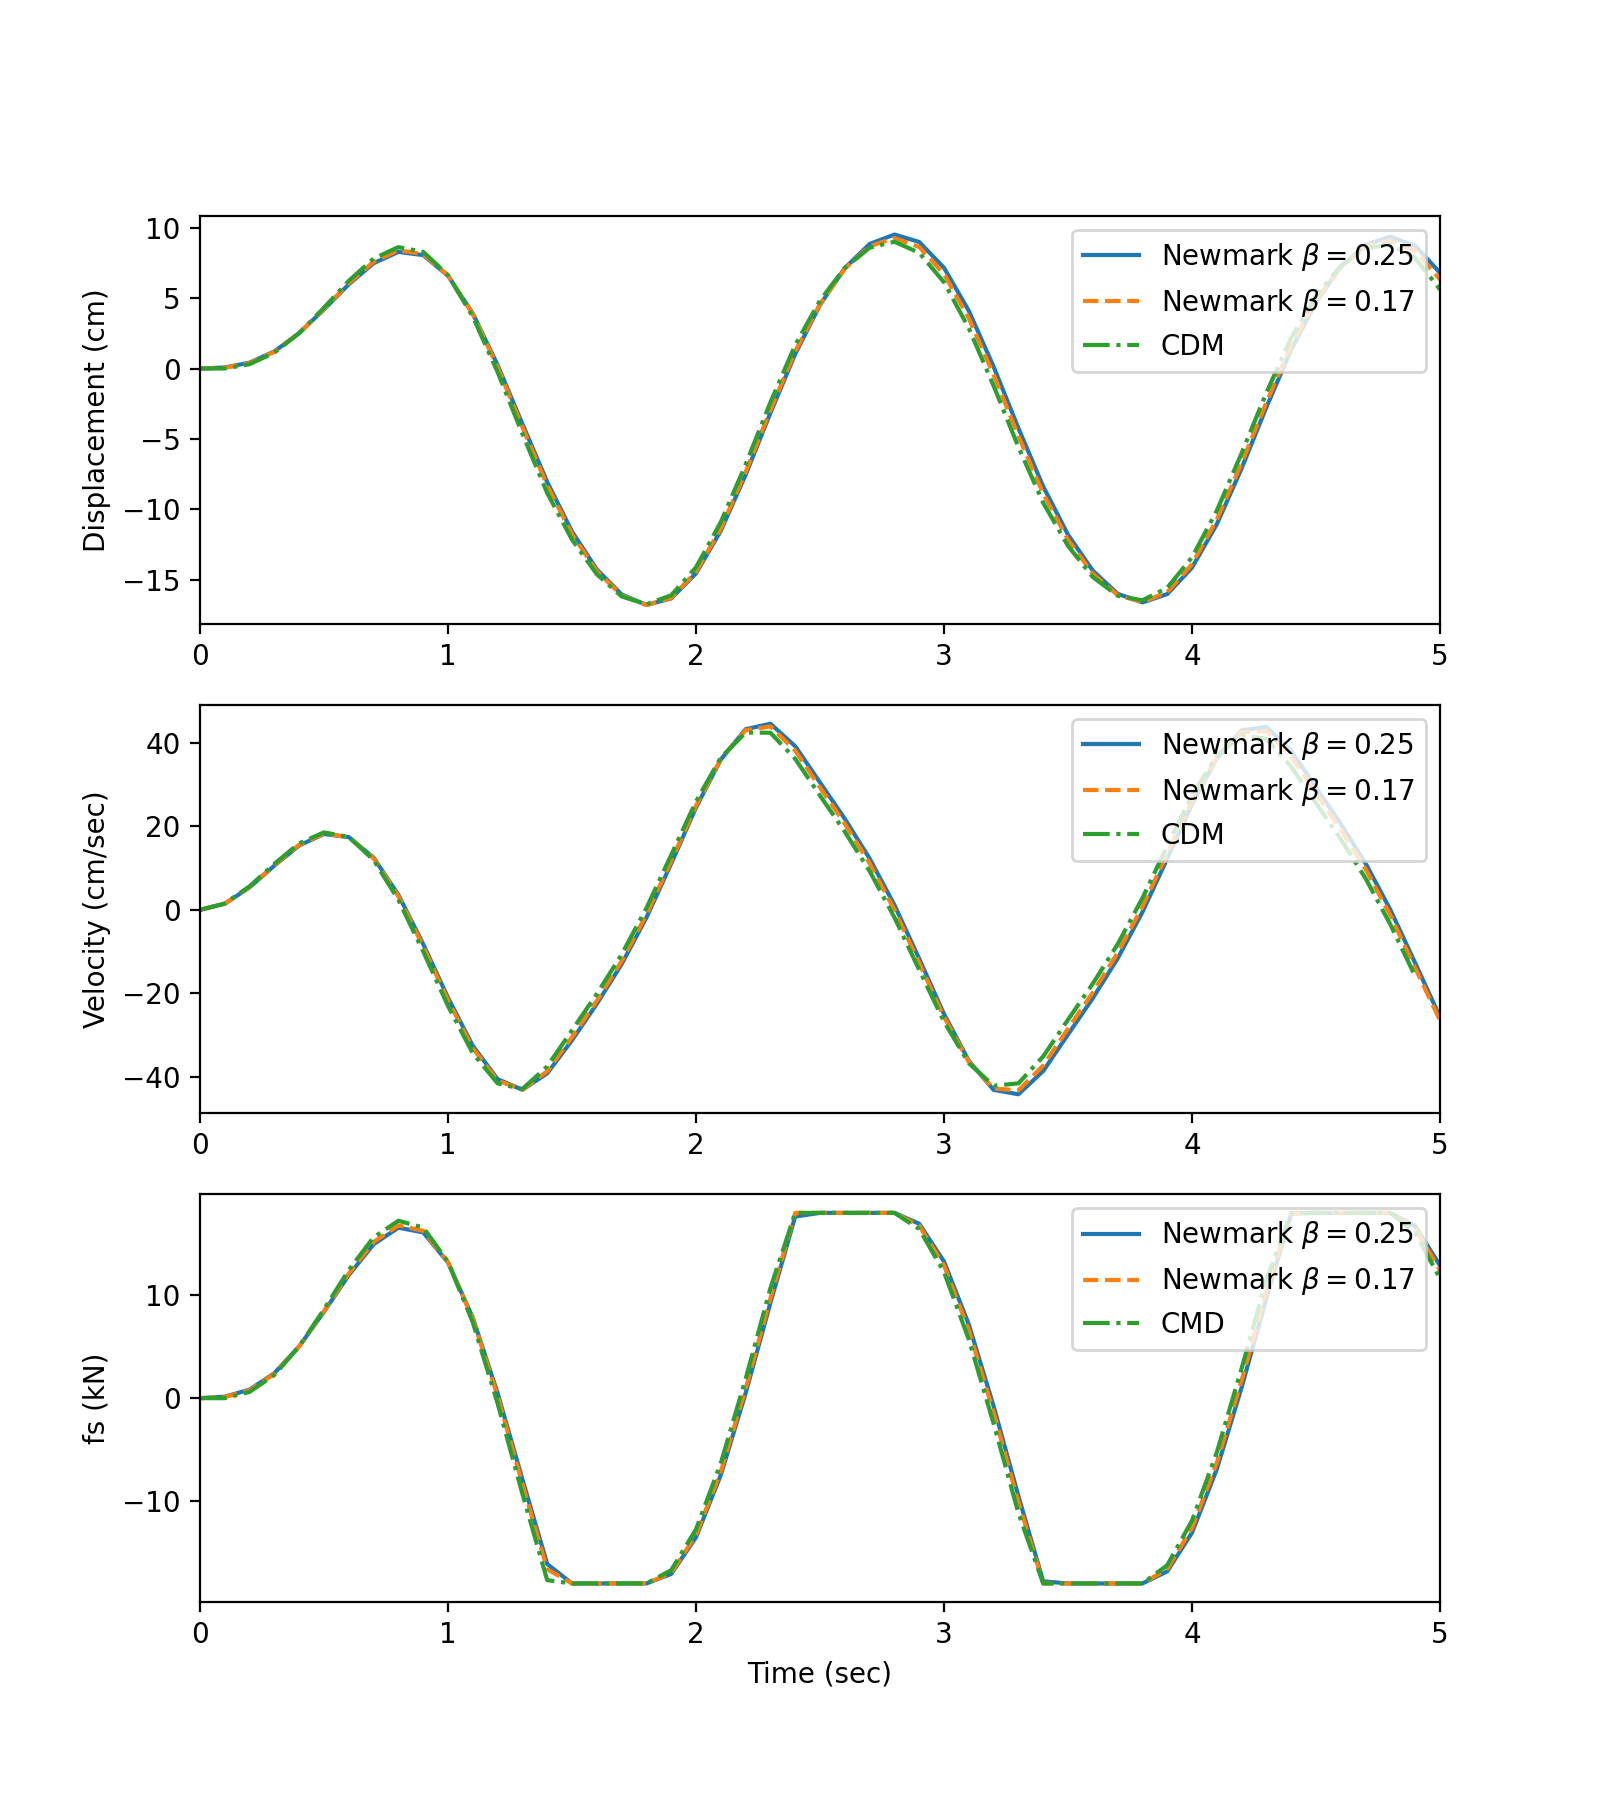 10
5
0
−5
−10
−15
Displacement (cm)
Newmark β = 0.25
Newmark β = 0.17
CDM
0 1 2 3 4 5
40
20
0
−20
−40
Velocity (cm/sec)
Newmark β = 0.25
Newmark β = 0.17
CDM
0 1 2 3 4 5
10
0
−10
fs (kN)
Newmark β = 0.25
Newmark β = 0.17
CMD
0 1 2 3 4 5
Time (sec)